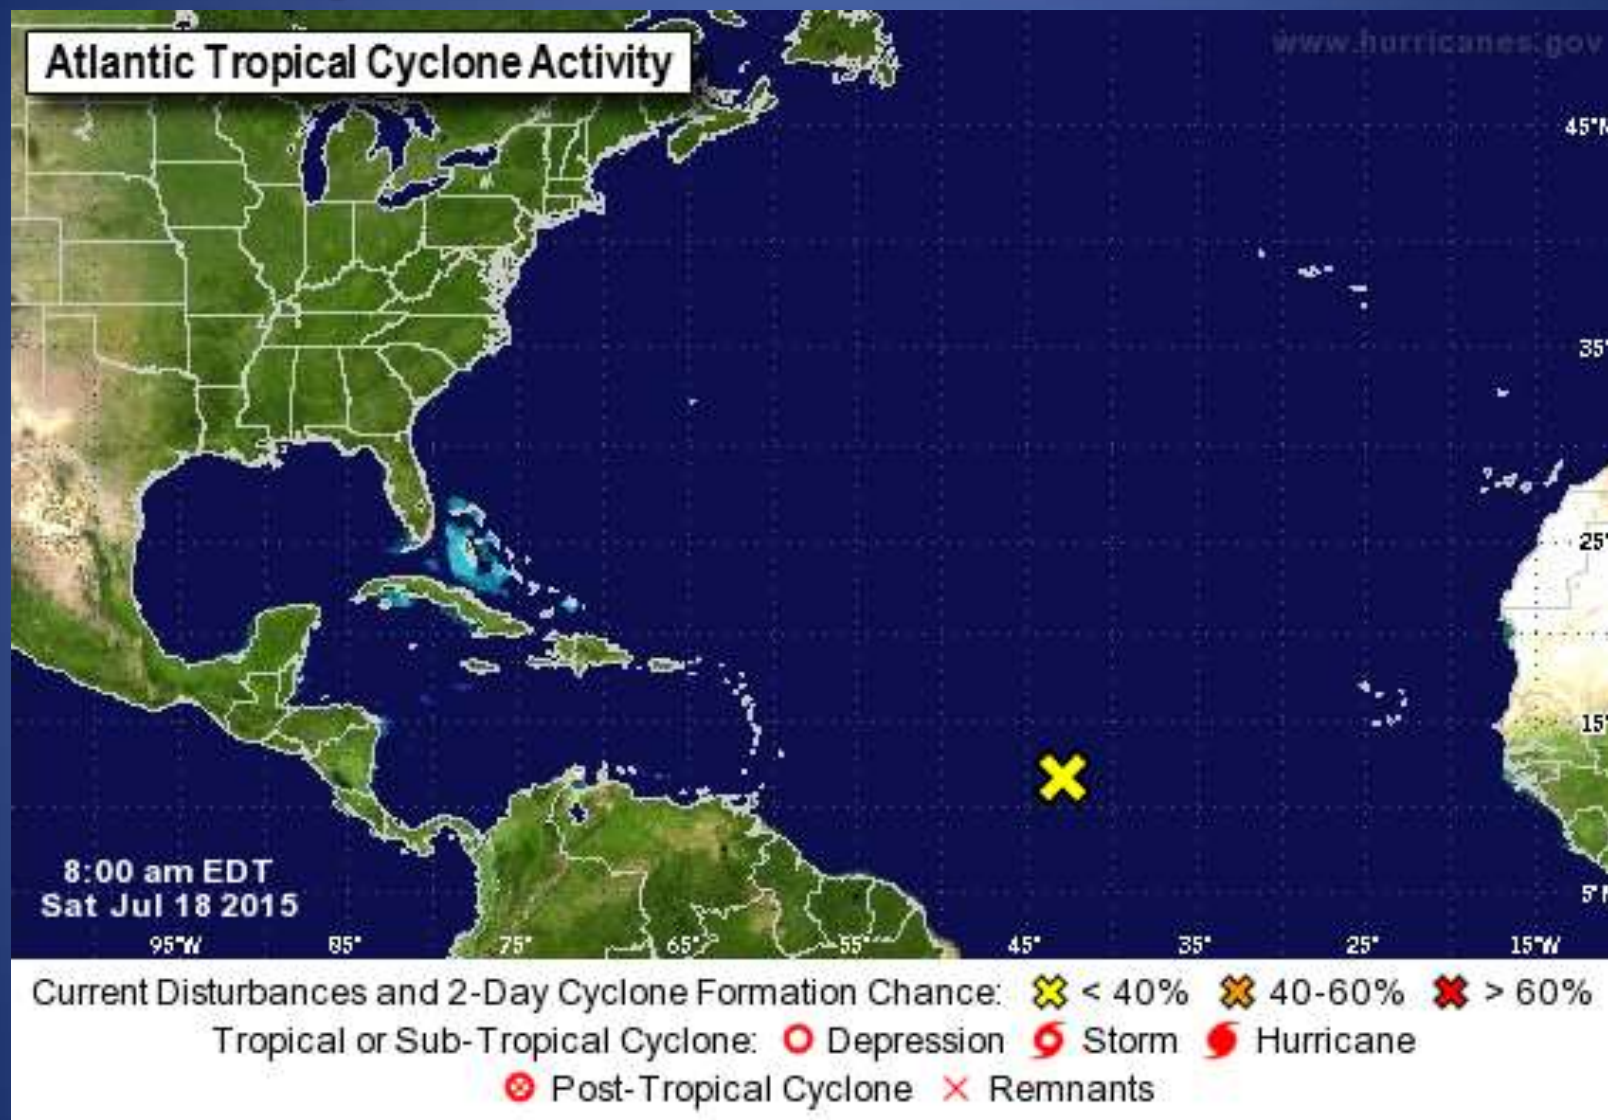 Atlantic Tropical Cyclone Activity
www.hurricanes.gov
45°N
35°
25°
15°
5°N
8:00 am EDT
Sat Jul 18 2015
95°W 85° 75° 65° 55° 45° 35° 25° 15°W
Current Disturbances and 2-Day Cyclone Formation Chance: < 40% 40-60% > 60%
Tropical or Sub-Tropical Cyclone: Depression Storm Hurricane
Post-Tropical Cyclone Remnants